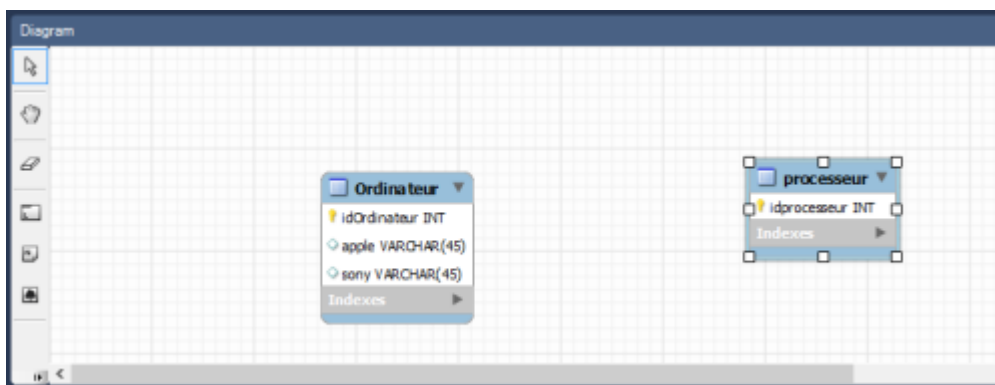 Diagram
Ordinateur
idOrdinateur INT
apple VARCHAR(45)
sony VARCHAR(45)
Indexes
processeur
idprocesseur INT
Indexes